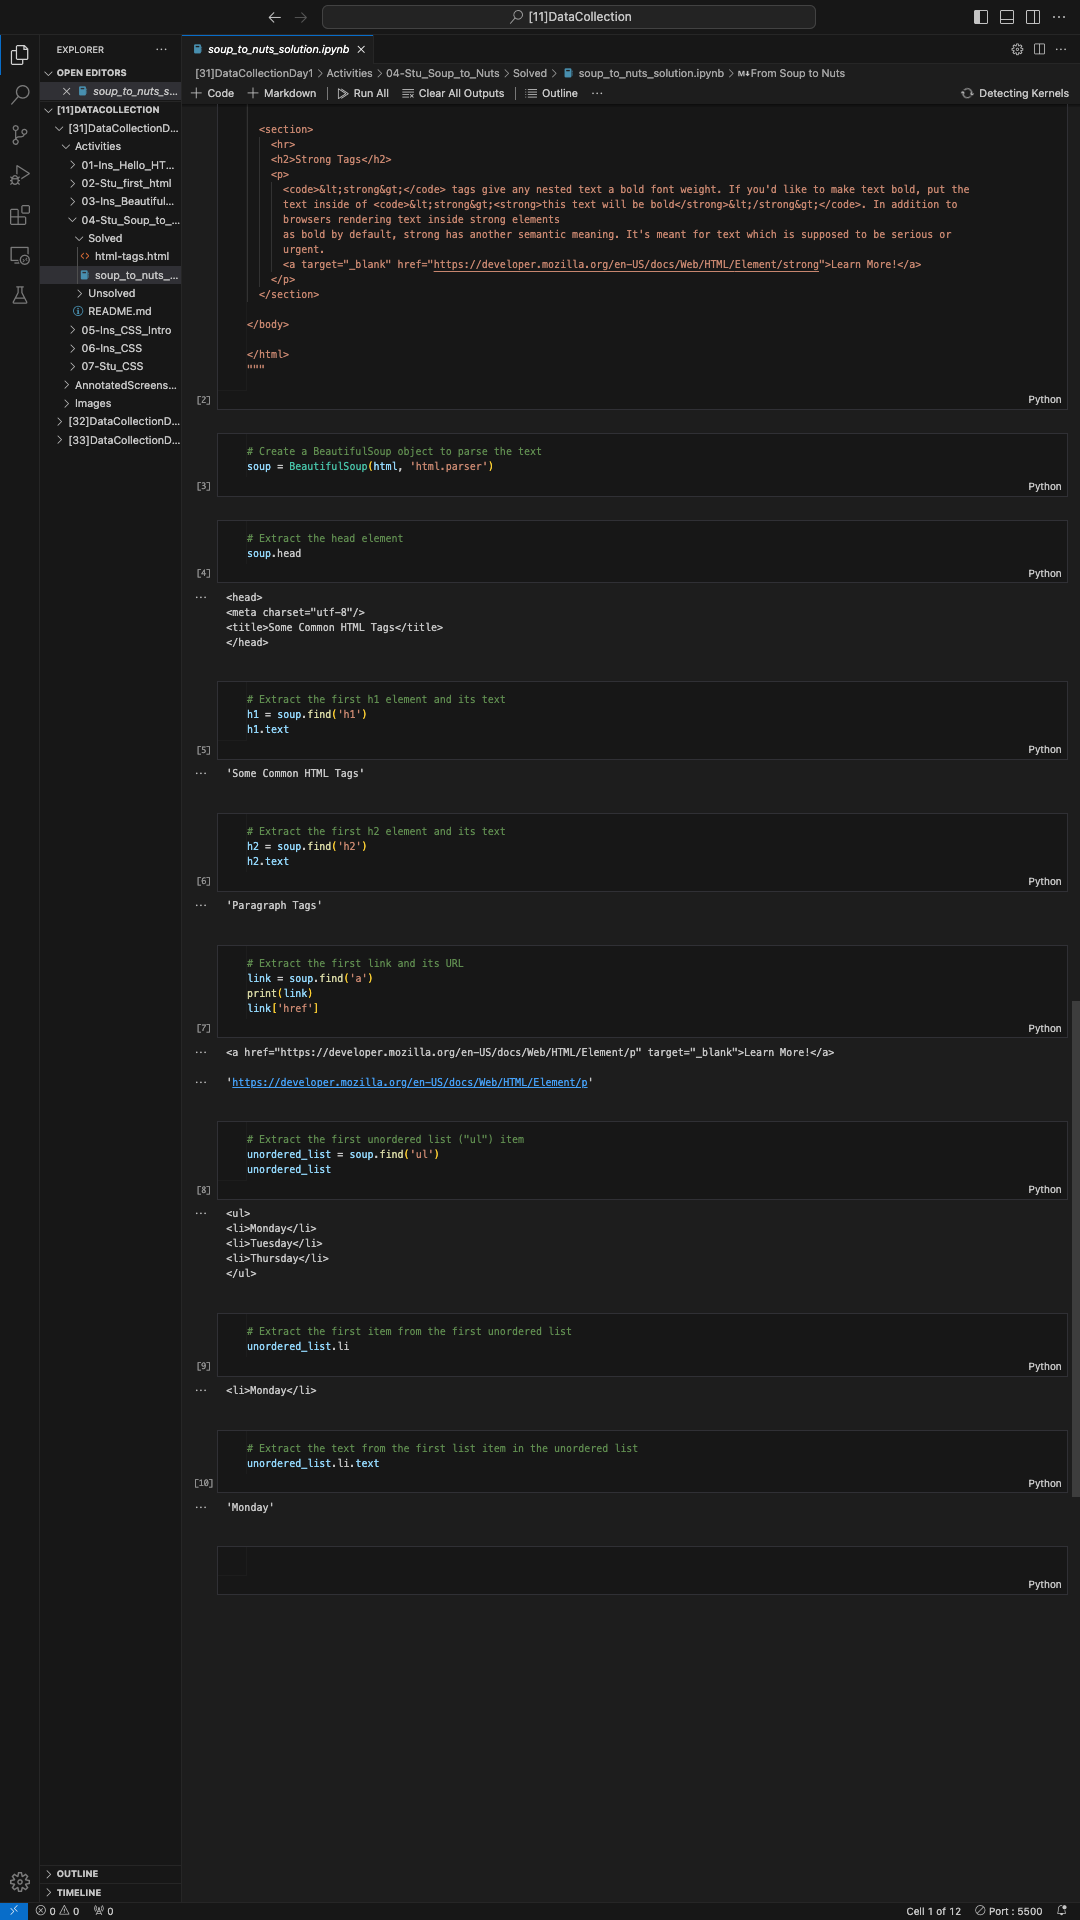 [11]DataCollection
EXPLORER
OPEN EDITORS
soup_to_nuts_s...
[11]DATACOLLECTION
[31]DataCollectionD...
Activities
01-Ins_Hello_HT...
02-Stu_first_html
03-Ins_Beautiful...
04-Stu_Soup_to_...
Solved
html-tags.html
soup_to_nuts_...
Unsolved
README.md
05-Ins_CSS_Intro
06-Ins_CSS
07-Stu_CSS
AnnotatedScreens...
Images
[32]DataCollectionD...
[33]DataCollectionD...
OUTLINE
TIMELINE
soup_to_nuts_solution.ipynb
[31]DataCollectionDay1 > Activities > 04-Stu_Soup_to_Nuts > Solved > soup_to_nuts_solution.ipynb > M↓From Soup to Nuts
+ Code + Markdown Run All Clear All Outputs Outline ... Detecting Kernels
<section>
<hr>
<h2>Strong Tags</h2>
<p>
<code>&lt;strong&gt;</code> tags give any nested text a bold font weight. If you'd like to make text bold, put the
text inside of <code>&lt;strong&gt;<strong>this text will be bold</strong>&lt;/strong&gt;</code>. In addition to
browsers rendering text inside strong elements
as bold by default, strong has another semantic meaning. It's meant for text which is supposed to be serious or
urgent.
<a target="_blank" href="https://developer.mozilla.org/en-US/docs/Web/HTML/Element/strong">Learn More!</a>
</p>
</section>
</body>
</html>
"""
[2] Python
# Create a BeautifulSoup object to parse the text
soup = BeautifulSoup(html, 'html.parser')
[3] Python
# Extract the head element
soup.head
[4] Python
<head>
<meta charset="utf-8"/>
<title>Some Common HTML Tags</title>
</head>
# Extract the first h1 element and its text
h1 = soup.find('h1')
h1.text
[5] Python
'Some Common HTML Tags'
# Extract the first h2 element and its text
h2 = soup.find('h2')
h2.text
[6] Python
'Paragraph Tags'
# Extract the first link and its URL
link = soup.find('a')
print(link)
link['href']
[7] Python
<a href="https://developer.mozilla.org/en-US/docs/Web/HTML/Element/p" target="_blank">Learn More!</a>
'https://developer.mozilla.org/en-US/docs/Web/HTML/Element/p'
# Extract the first unordered list ("ul") item
unordered_list = soup.find('ul')
unordered_list
[8] Python
<ul>
<li>Monday</li>
<li>Tuesday</li>
<li>Thursday</li>
</ul>
# Extract the first item from the first unordered list
unordered_list.li
[9] Python
<li>Monday</li>
# Extract the text from the first list item in the unordered list
unordered_list.li.text
[10] Python
'Monday'
Python
0 0 0 Cell 1 of 12 Port : 5500